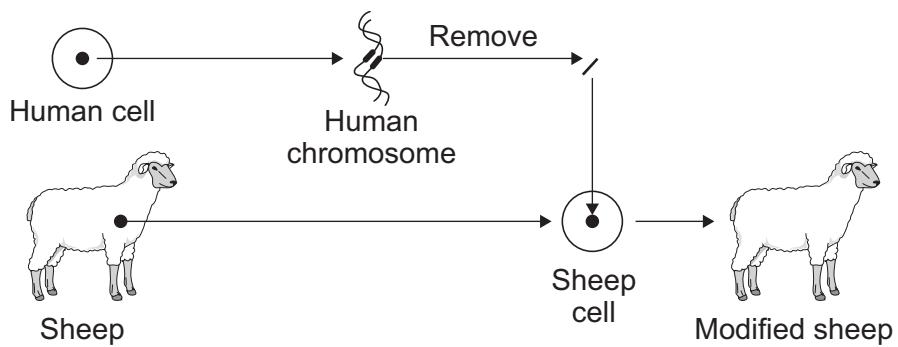 Remove
Human cell
Human
chromosome
Sheep
Sheep
cell
Modified sheep